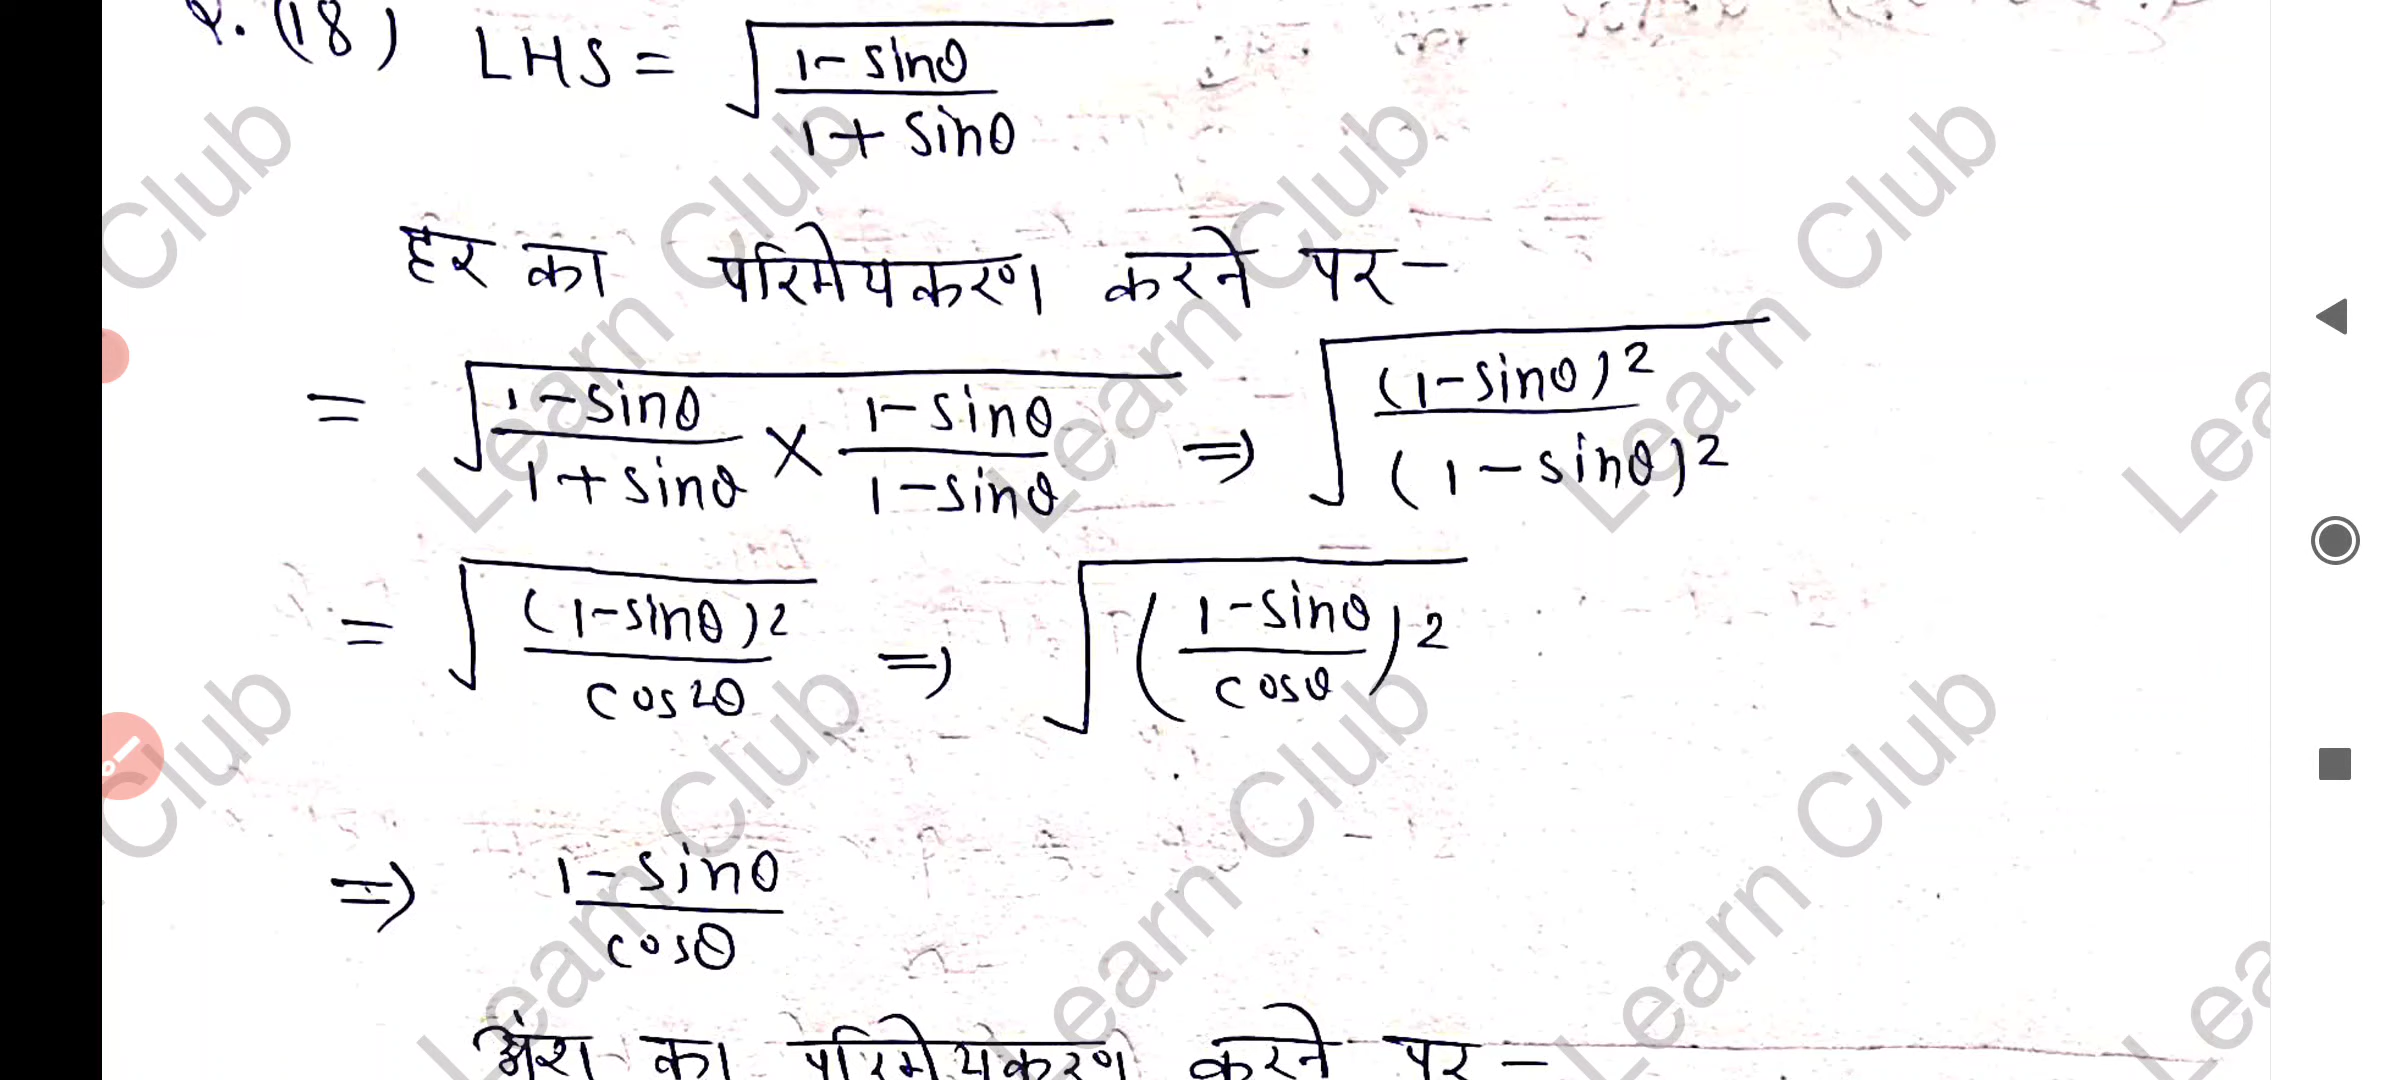 Q. (18) LHS = √(1-sinθ / 1+sinθ)
हर का परिमेयकरण करने पर-
= √(1-sinθ / 1+sinθ × 1-sinθ / 1-sinθ) => √((1-sinθ)² / (1-sinθ)²)
= √((1-sinθ)² / cos²θ) => √((1-sinθ / cosθ)²)
=> 1-sinθ / cosθ
अंश का परिमेयकरण करने पर-
Learn Club